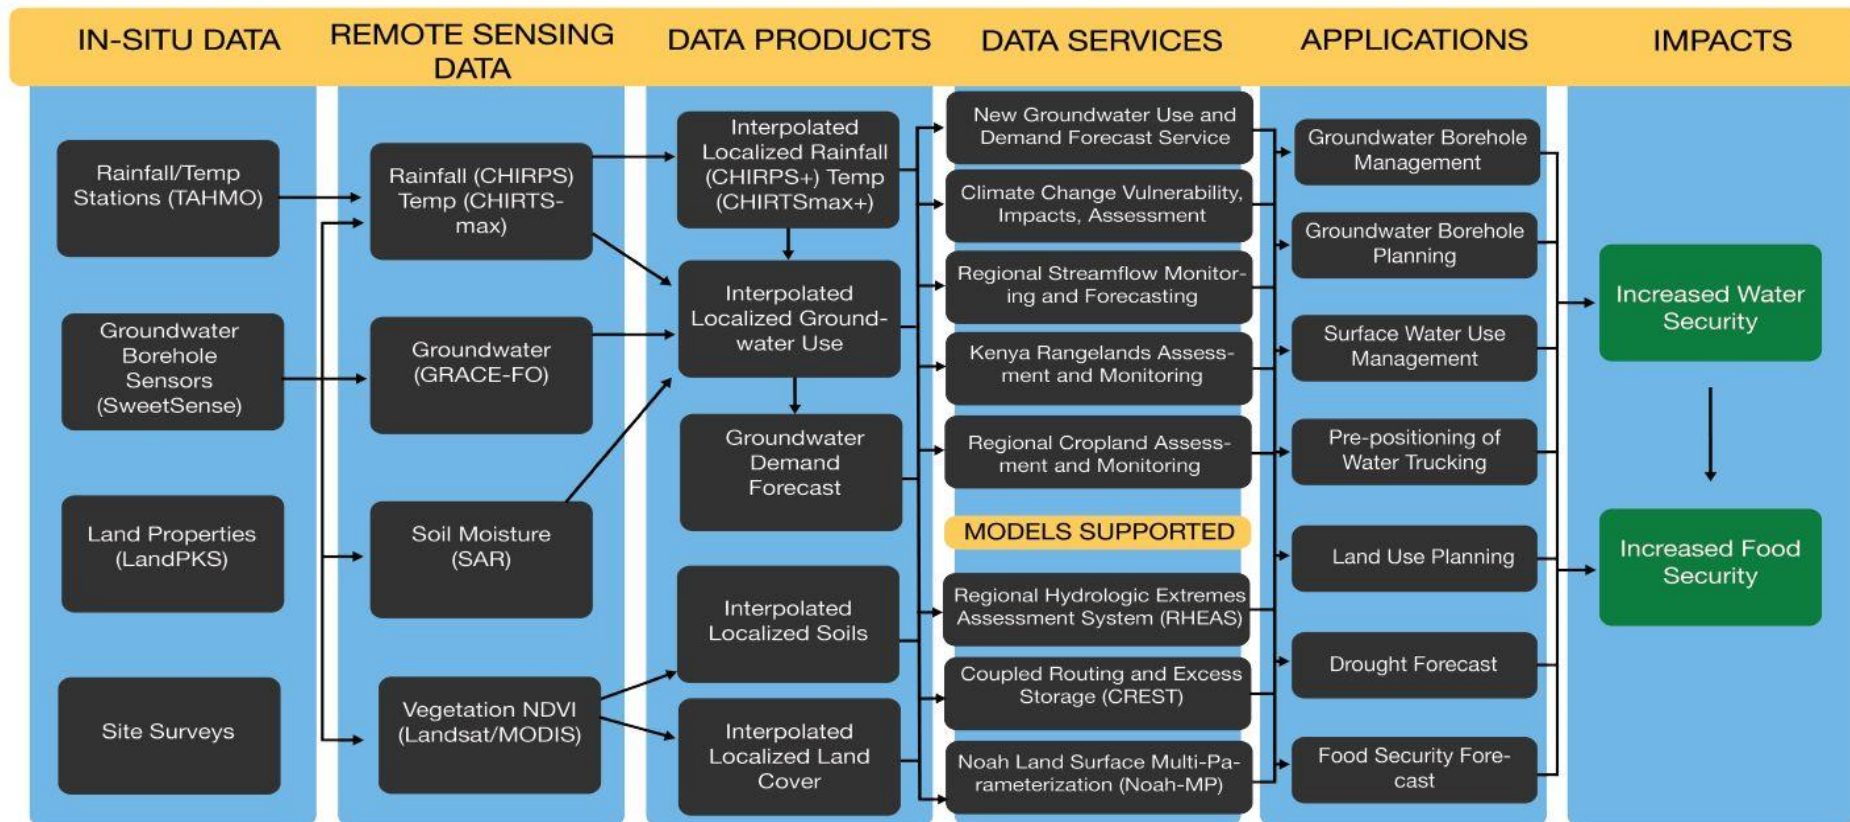 IN-SITU DATA
REMOTE SENSING
DATA
DATA PRODUCTS
DATA SERVICES
APPLICATIONS
IMPACTS
Rainfall/Temp
Stations (TAHMO)
Groundwater
Borehole
Sensors
(SweetSense)
Land Properties
(LandPKS)
Site Surveys
Rainfall (CHIRPS)
Temp (CHIRTS-
max)
Groundwater
(GRACE-FO)
Soil Moisture
(SAR)
Vegetation NDVI
(Landsat/MODIS)
Interpolated
Localized Rainfall
(CHIRPS+) Temp
(CHIRTSmax+)
Interpolated
Localized Ground-
water Use
Groundwater
Demand
Forecast
Interpolated
Localized Soils
Interpolated
Localized Land
Cover
New Groundwater Use and
Demand Forecast Service
Climate Change Vulnerability,
Impacts, Assessment
Regional Streamflow Monitor-
ing and Forecasting
Kenya Rangelands Assess-
ment and Monitoring
Regional Cropland Assess-
ment and Monitoring
MODELS SUPPORTED
Regional Hydrologic Extremes
Assessment System (RHEAS)
Coupled Routing and Excess
Storage (CREST)
Noah Land Surface Multi-Pa-
rameterization (Noah-MP)
Groundwater Borehole
Management
Groundwater Borehole
Planning
Surface Water Use
Management
Pre-positioning of
Water Trucking
Land Use Planning
Drought Forecast
Food Security Fore-
cast
Increased Water
Security
Increased Food
Security